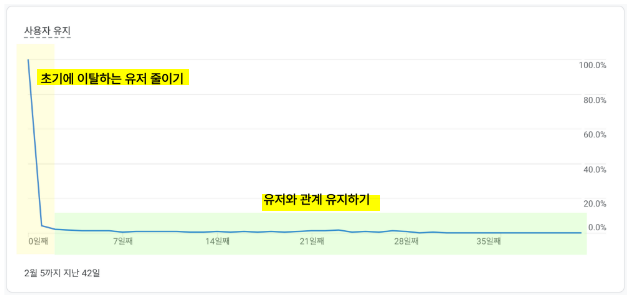 사용자 유지
100.0%
초기에 이탈하는 유저 줄이기
80.0%
60.0%
40.0%
유저와 관계 유지하기
20.0%
0.0%
0일째 7일째 14일째 21일째 28일째 35일째
2월 5까지 지난 42일